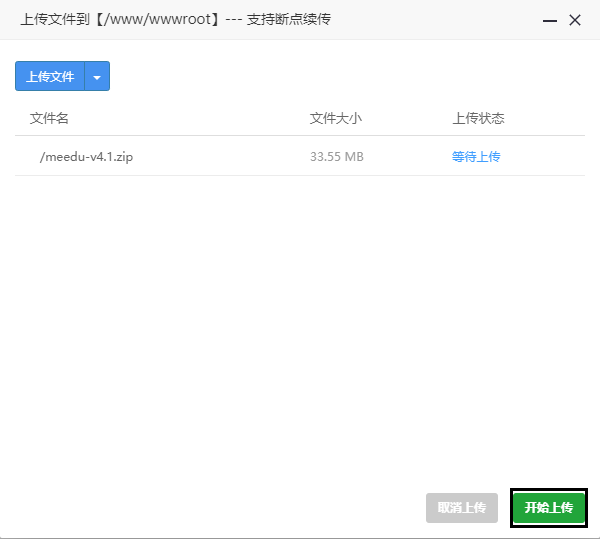 上传文件到【/www/wwwroot】--- 支持断点续传
上传文件
文件名 文件大小 上传状态
/meedu-v4.1.zip 33.55 MB 等待上传
取消上传 开始上传